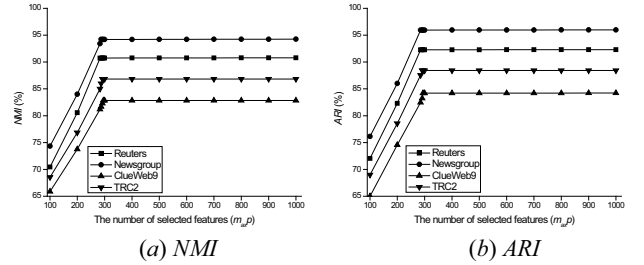 100
95
90
85
80
75
70
65
NMI (%)
Reuters
Newsgroup
ClueWeb9
TRC2
100 200 300 400 500 600 700 800 900 1000
The number of selected features (m_ap)
(a) NMI
100
95
90
85
80
75
70
65
ARI (%)
Reuters
Newsgroup
ClueWeb9
TRC2
100 200 300 400 500 600 700 800 900 1000
The number of selected features (m_ap)
(b) ARI